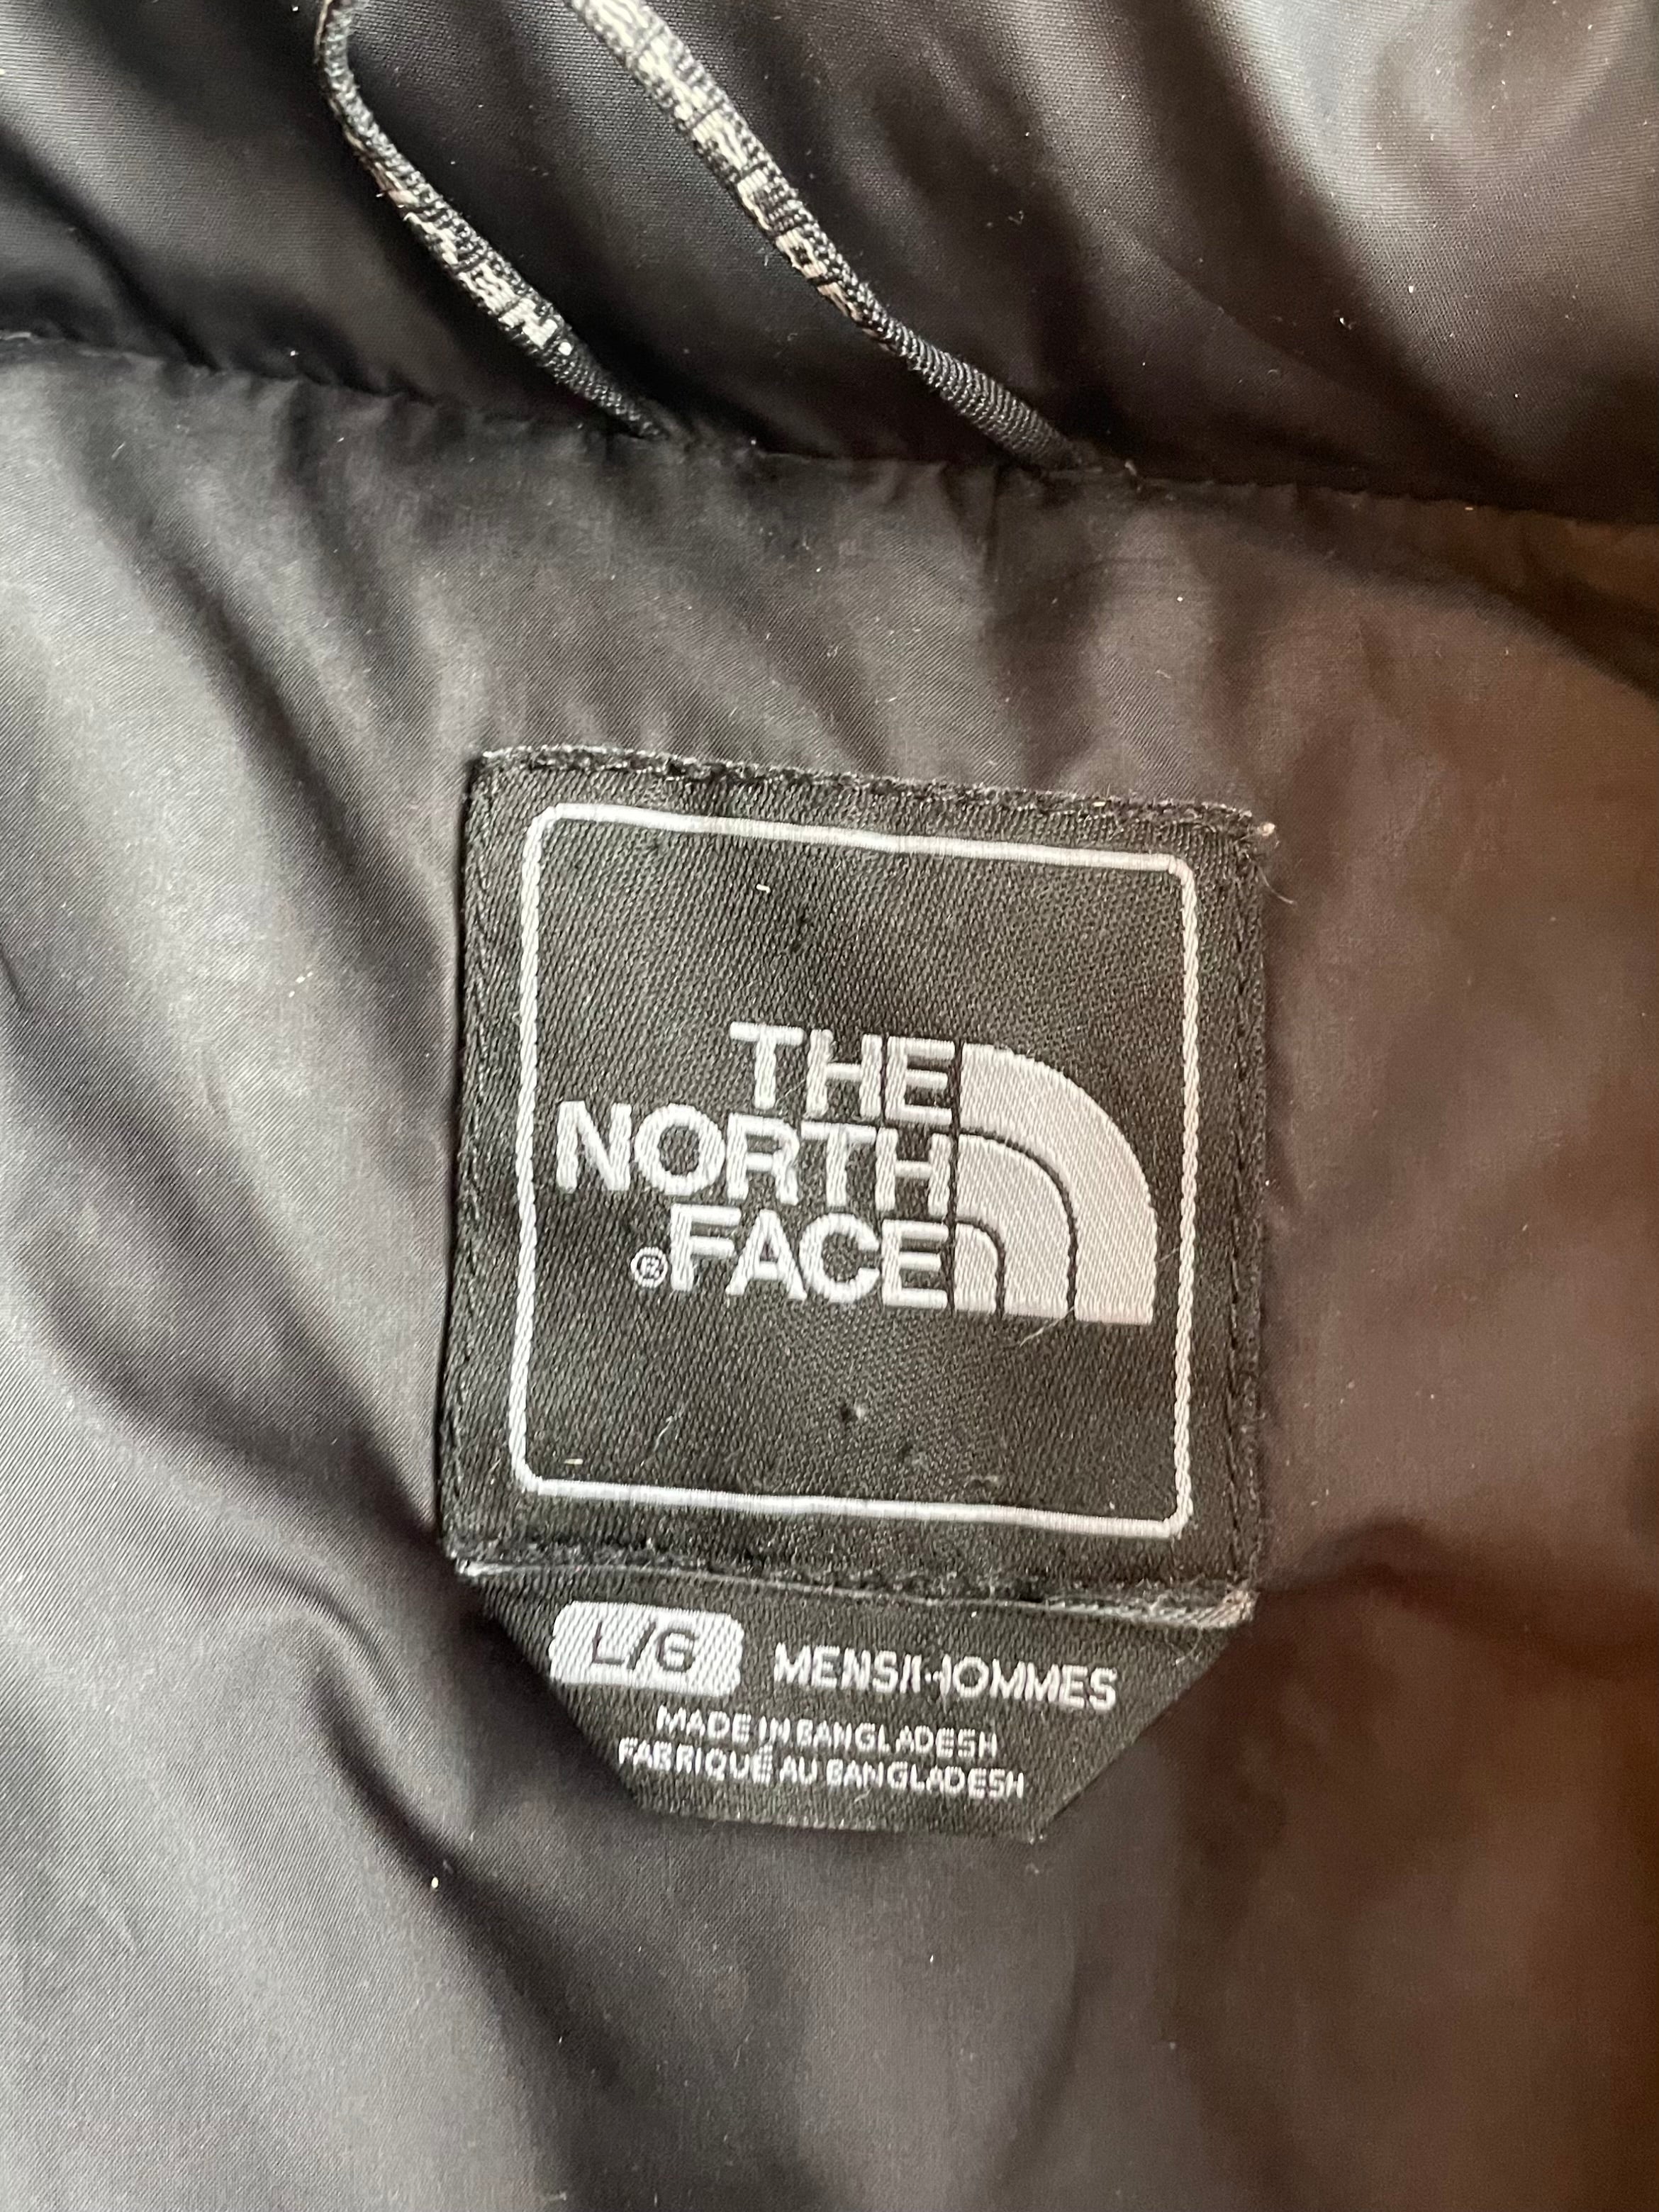 THE
NORTH
®FACE
L/G MENS/HOMMES
MADE IN BANGLADESH
FABRIQUÉ AU BANGLADESH